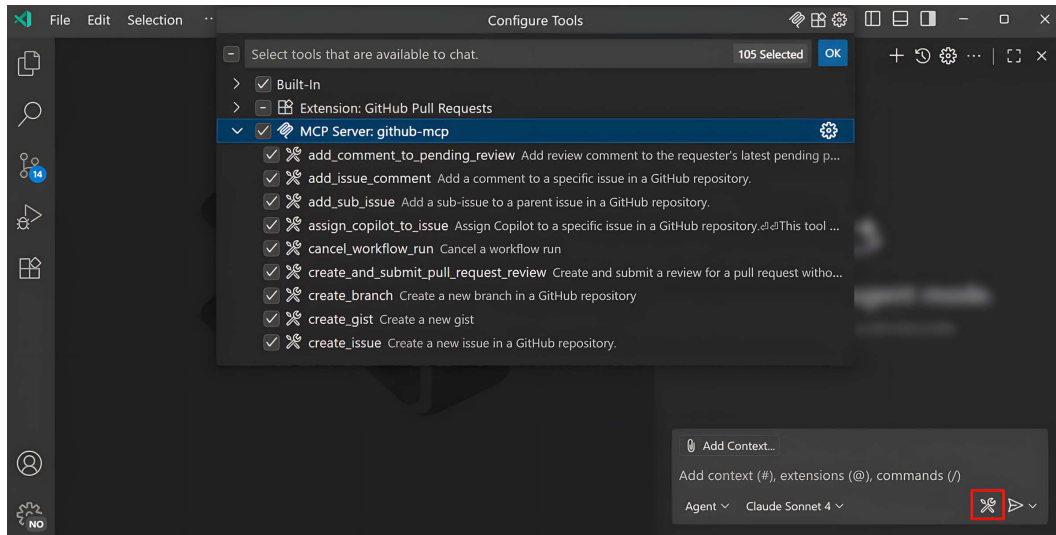 File Edit Selection ··
Configure Tools
Select tools that are available to chat.
105 Selected
OK
Built-In
Extension: GitHub Pull Requests
MCP Server: github-mcp
add_comment_to_pending_review Add review comment to the requester's latest pending p...
add_issue_comment Add a comment to a specific issue in a GitHub repository.
add_sub_issue Add a sub-issue to a parent issue in a GitHub repository.
assign_copilot_to_issue Assign Copilot to a specific issue in a GitHub repository.⏎⏎This tool ...
cancel_workflow_run Cancel a workflow run
create_and_submit_pull_request_review Create and submit a review for a pull request witho...
create_branch Create a new branch in a GitHub repository
create_gist Create a new gist
create_issue Create a new issue in a GitHub repository.
14
NO
Add Context...
Add context (#), extensions (@), commands (/)
Agent
Claude Sonnet 4